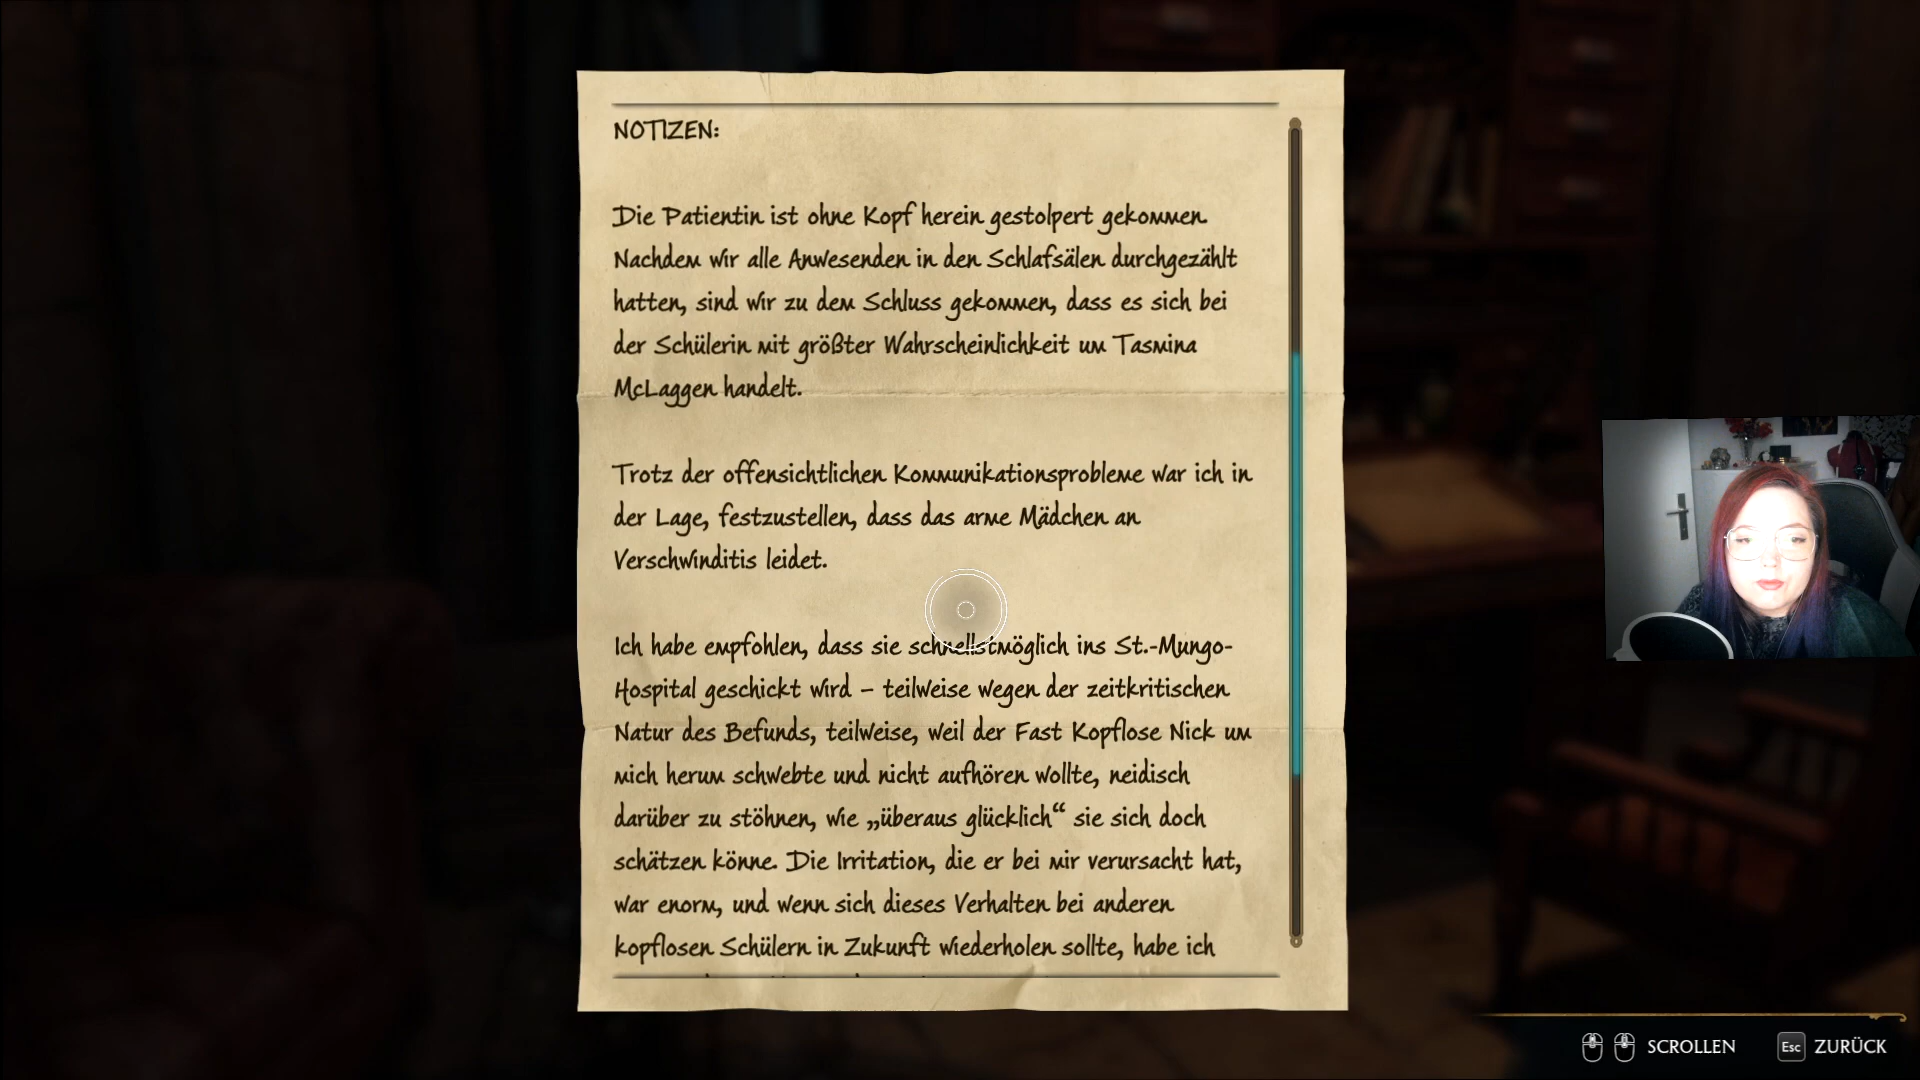 NOTIZEN:
Die Patientin ist ohne Kopf herein gestolpert gekommen.
Nachdem wir alle Anwesenden in den Schlafsälen durchgezählt
hatten, sind wir zu dem Schluss gekommen, dass es sich bei
der Schülerin mit größter Wahrscheinlichkeit um Tasmina
McLaggen handelt.
Trotz der offensichtlichen Kommunikationsprobleme war ich in
der Lage, festzustellen, dass das arme Mädchen an
Verschwinditis leidet.
Ich habe empfohlen, dass sie schnellstmöglich ins St.-Mungo-
Hospital geschickt wird – teilweise wegen der zeitkritischen
Natur des Befunds, teilweise, weil der Fast Kopflose Nick um
mich herum schwebte und nicht aufhören wollte, neidisch
darüber zu stöhnen, wie „überaus glücklich“ sie sich doch
schätzen könne. Die Irritation, die er bei mir verursacht hat,
war enorm, und wenn sich dieses Verhalten bei anderen
kopflosen Schülern in Zukunft wiederholen sollte, habe ich
SCROLLEN
Esc ZURÜCK